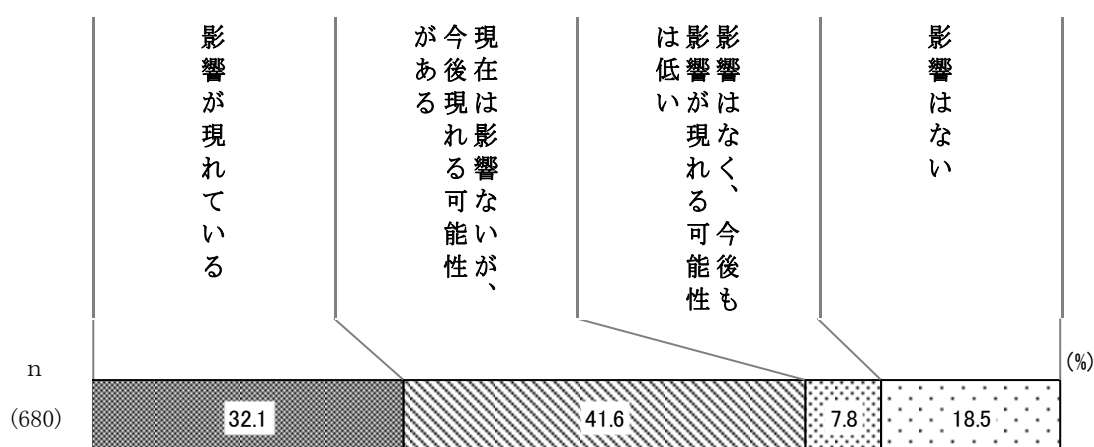 影響が現れている
現在は影響ないが、
今後現れる可能性
がある
影響はなく、今後も
影響が現れる可能性
は低い
影響はない
(%)
n
(680)
32.1
41.6
7.8
18.5